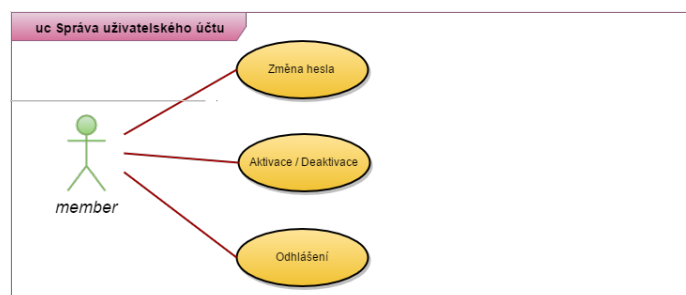 uc Správa uživatelského účtu
Změna hesla
Aktivace / Deaktivace
member
Odhlášení